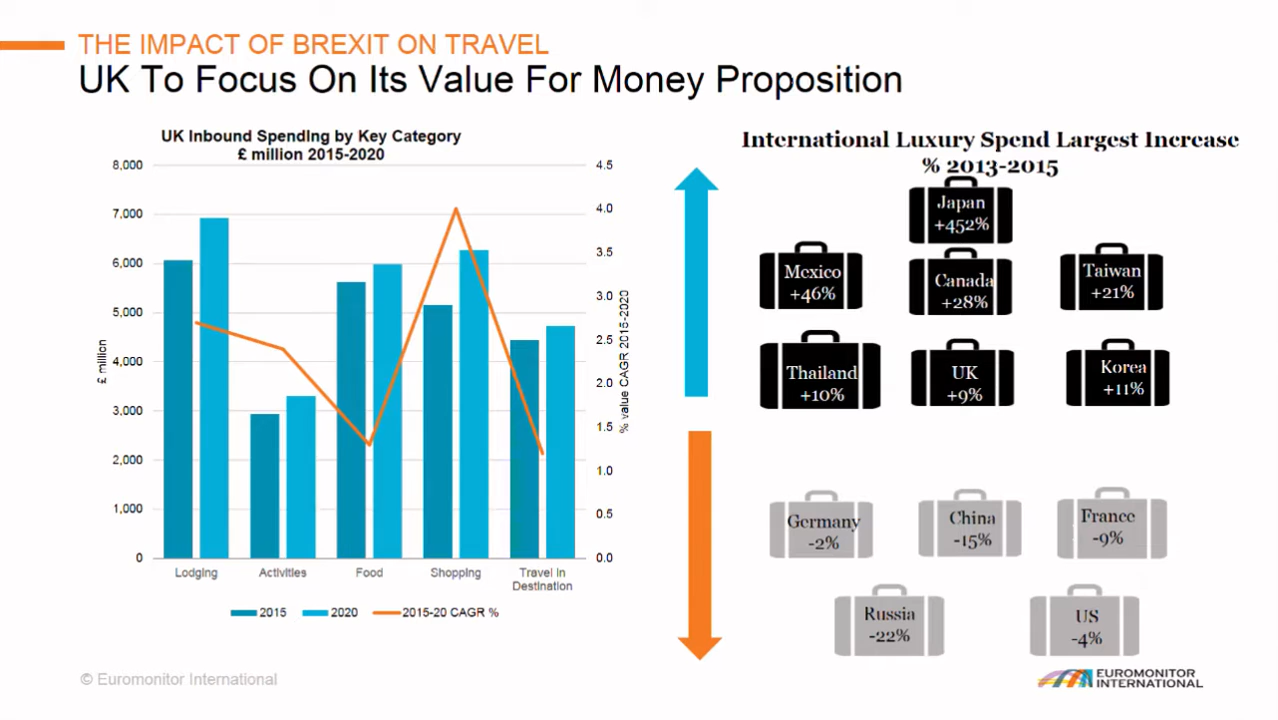 THE IMPACT OF BREXIT ON TRAVEL
UK To Focus On Its Value For Money Proposition
UK Inbound Spending by Key Category
£ million 2015-2020
8,000
7,000
6,000
5,000
4,000
3,000
2,000
1,000
0
£ million
4.5
4.0
3.5
3.0
2.5
2.0
1.5
1.0
0.5
0.0
% value CAGR 2015-2020
Lodging
Activities
Food
Shopping
Travel in
Destination
2015
2020
2015-20 CAGR %
International Luxury Spend Largest Increase
% 2013-2015
Japan
+452%
Mexico
+46%
Canada
+28%
Taiwan
+21%
Thailand
+10%
UK
+9%
Korea
+11%
Germany
-2%
China
-15%
France
-9%
Russia
-22%
US
-4%
© Euromonitor International
EUROMONITOR
INTERNATIONAL